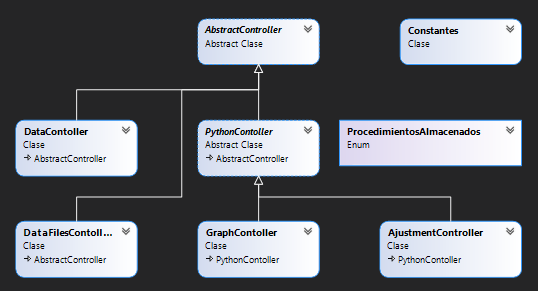 AbstractController
Abstract Clase
Constantes
Clase
DataContoller
Clase
AbstractController
PythonContoller
Abstract Clase
AbstractController
ProcedimientosAlmacenados
Enum
DataFilesContoll...
Clase
AbstractController
GraphContoller
Clase
PythonContoller
AjustmentController
Clase
PythonContoller